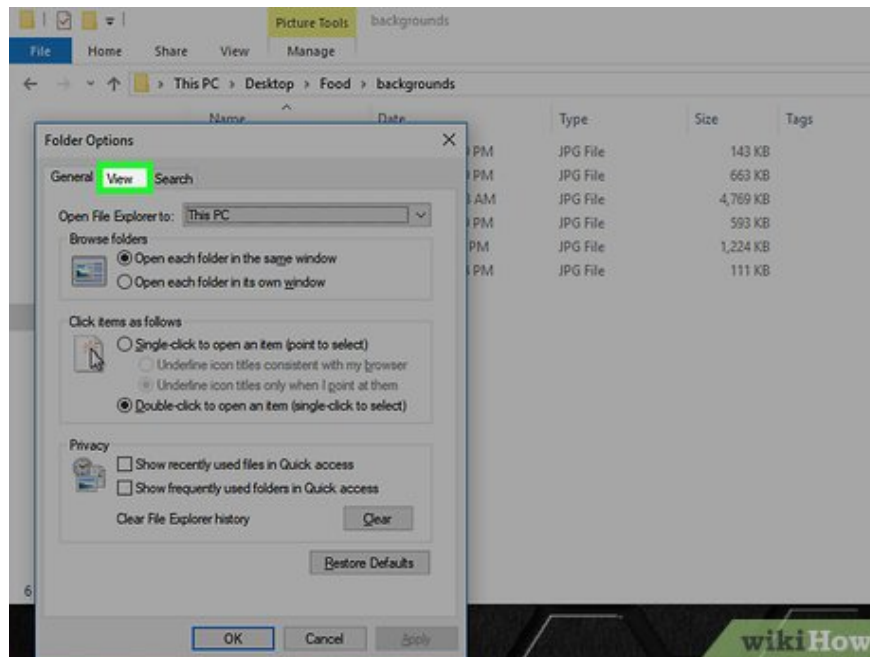 Picture Tools backgrounds
File Home Share View Manage
This PC Desktop Food backgrounds
Name Date Type Size Tags
Folder Options
PM JPG File 143 KB
General View Search
PM JPG File 663 KB
AM JPG File 4,769 KB
Open File Explorer to: This PC
PM JPG File 593 KB
Browse folders
PM JPG File 1,224 KB
Open each folder in the same window
PM JPG File 111 KB
Open each folder in its own window
Click items as follows
Single-click to open an item (point to select)
Underline icon titles consistent with my browser
Underline icon titles only when I point at them
Double-click to open an item (single-click to select)
Privacy
Show recently used files in Quick access
Show frequently used folders in Quick access
Clear File Explorer history Clear
Restore Defaults
6
OK Cancel Apply
wikiHow